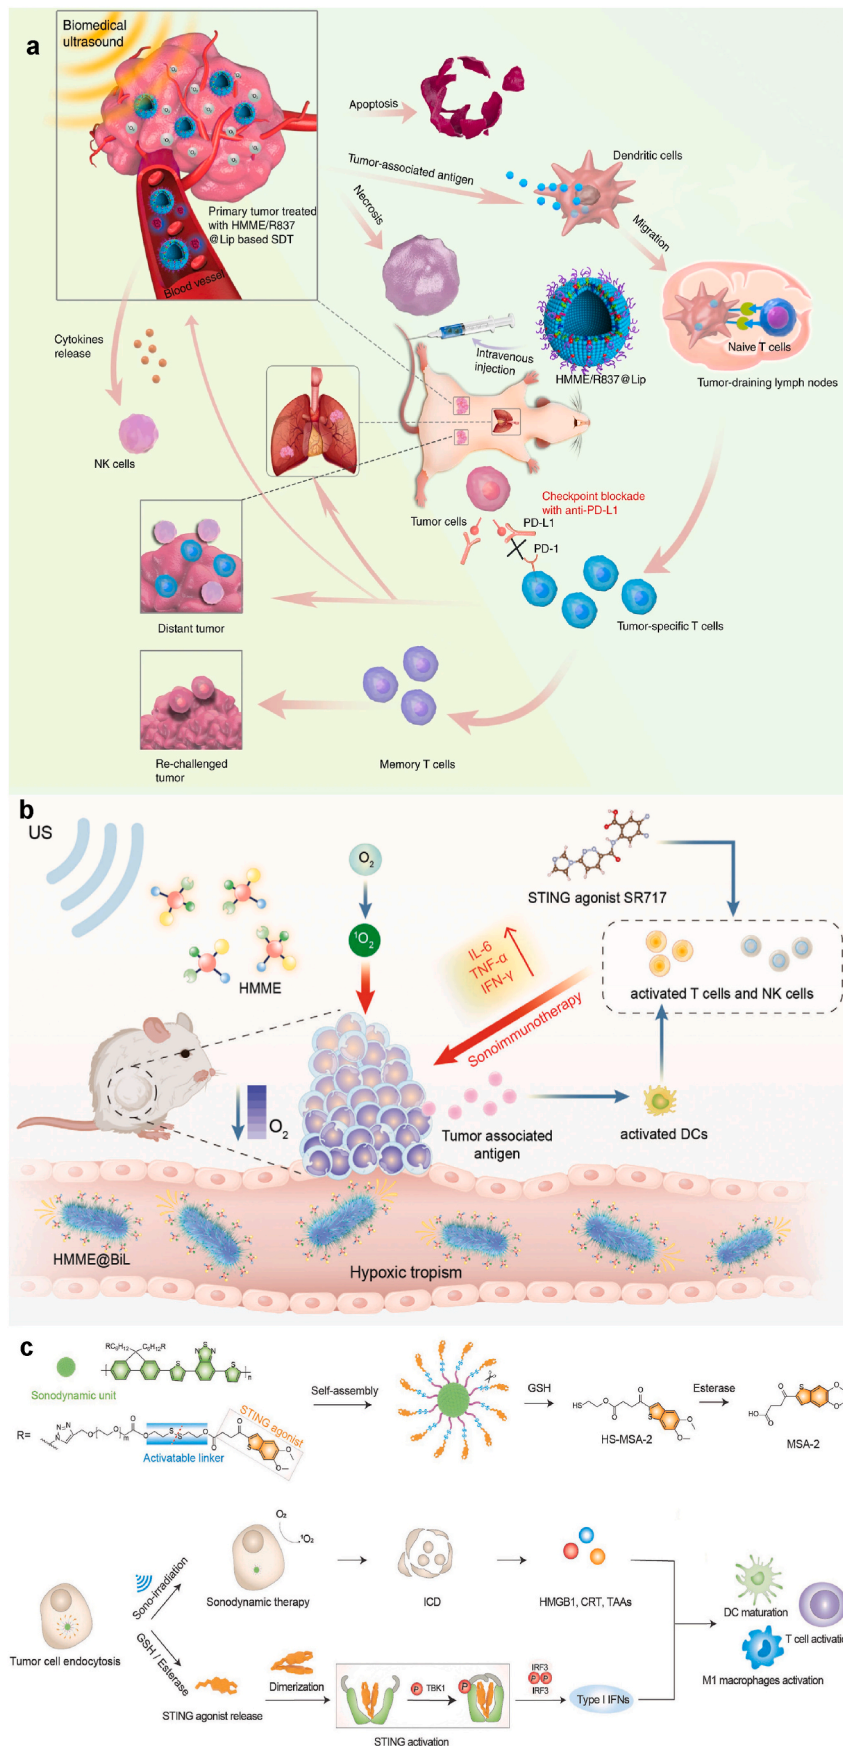 a
Biomedical
ultrasound
Primary tumor treated
with HMME/R837
@Lip based SDT
Blood vessel
Apoptosis
Tumor-associated antigen
Necrosis
Dendritic cells
Migration
Naive T cells
Tumor-draining lymph nodes
Cytokines
release
NK cells
Intravenous
injection
HMME/R837@Lip
Tumor cells
Checkpoint blockade
with anti-PD-L1
PD-L1
PD-1
Tumor-specific T cells
Distant tumor
Re-challenged
tumor
Memory T cells
b
US
HMME
O₂
¹O₂
STING agonist SR717
IL-6
TNF-α
IFN-γ
Sonoimmunotherapy
activated T cells and NK cells
O₂
Tumor associated
antigen
activated DCs
HMME@BiL
Hypoxic tropism
c
Sonodynamic unit
Self-assembly
GSH
HS-MSA-2
Esterase
MSA-2
R=
STING agonist
Activatable linker
Tumor cell endocytosis
Sono-irradiation
GSH / Esterase
O₂
¹O₂
Sonodynamic therapy
ICD
HMGB1, CRT, TAAs
STING agonist release
Dimerization
P
TBK1
P
STING activation
IRF3
P P
IRF3
Type I IFNs
DC maturation
T cell activati
M1 macrophages activation